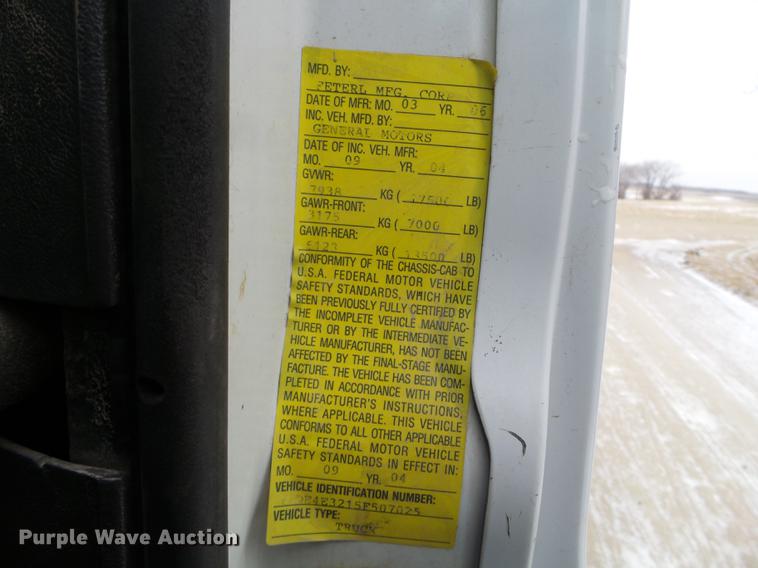 MFD. BY:
FETERL MFG. CORP
DATE OF MFR: MO. 03 YR. 06
INC. VEH. MFD. BY:
GENERAL MOTORS
DATE OF INC. VEH. MFR:
MO. 09 YR. 04
GVWR:
7938 KG ( 17500 LB)
GAWR-FRONT:
3175 KG ( 7000 LB)
GAWR-REAR:
6123 KG ( 13500 LB)
CONFORMITY OF THE CHASSIS-CAB TO
U.S.A. FEDERAL MOTOR VEHICLE
SAFETY STANDARDS, WHICH HAVE
BEEN PREVIOUSLY FULLY CERTIFIED BY
THE INCOMPLETE VEHICLE MANUFAC-
TURER OR BY THE INTERMEDIATE VE-
HICLE MANUFACTURER, HAS NOT BEEN
AFFECTED BY THE FINAL-STAGE MANU-
FACTURE. THE VEHICLE HAS BEEN COM-
PLETED IN ACCORDANCE WITH PRIOR
MANUFACTURER'S INSTRUCTIONS,
WHERE APPLICABLE. THIS VEHICLE
CONFORMS TO ALL OTHER APPLICABLE
U.S.A. FEDERAL MOTOR VEHICLE
SAFETY STANDARDS IN EFFECT IN:
MO. 09 YR. 04
VEHICLE IDENTIFICATION NUMBER:
VEHICLE TYPE:
TRUCK
Purple Wave Auction